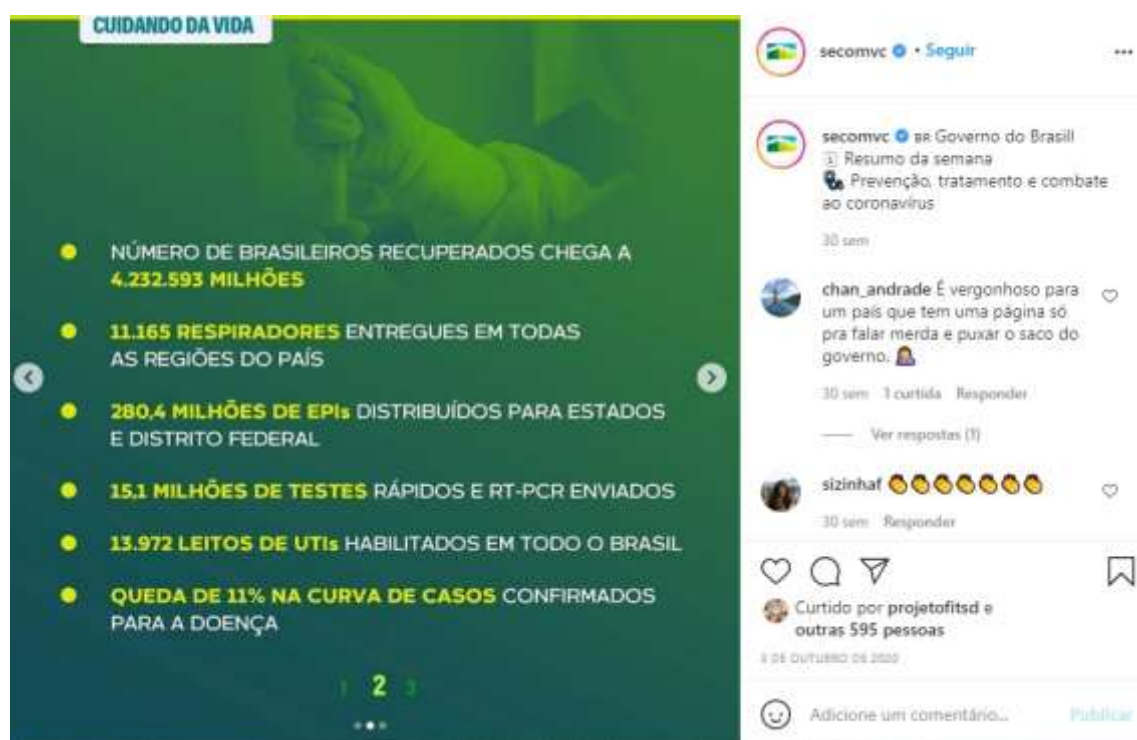 CUIDANDO DA VIDA
NÚMERO DE BRASILEIROS RECUPERADOS CHEGA A
4.232.593 MILHÕES
11.165 RESPIRADORES ENTREGUES EM TODAS
AS REGIÕES DO PAÍS
280,4 MILHÕES DE EPIs DISTRIBUÍDOS PARA ESTADOS
E DISTRITO FEDERAL
15,1 MILHÕES DE TESTES RÁPIDOS E RT-PCR ENVIADOS
13.972 LEITOS DE UTIs HABILITADOS EM TODO O BRASIL
QUEDA DE 11% NA CURVA DE CASOS CONFIRMADOS
PARA A DOENÇA
1 2 3
secomvc • Seguir
secomvc BR Governo do Brasill
Resumo da semana
Prevenção, tratamento e combate
ao coronavírus
30 sem
chan_andrade É vergonhoso para
um país que tem uma página só
pra falar merda e puxar o saco do
governo.
30 sem 1 curtida Responder
Ver respostas (1)
sizinhaf 👏👏👏👏👏👏👏
30 sem Responder
Curtido por projetofitsd e
outras 595 pessoas
3 DE OUTUBRO DE 2020
Adicione um comentário... Publicar